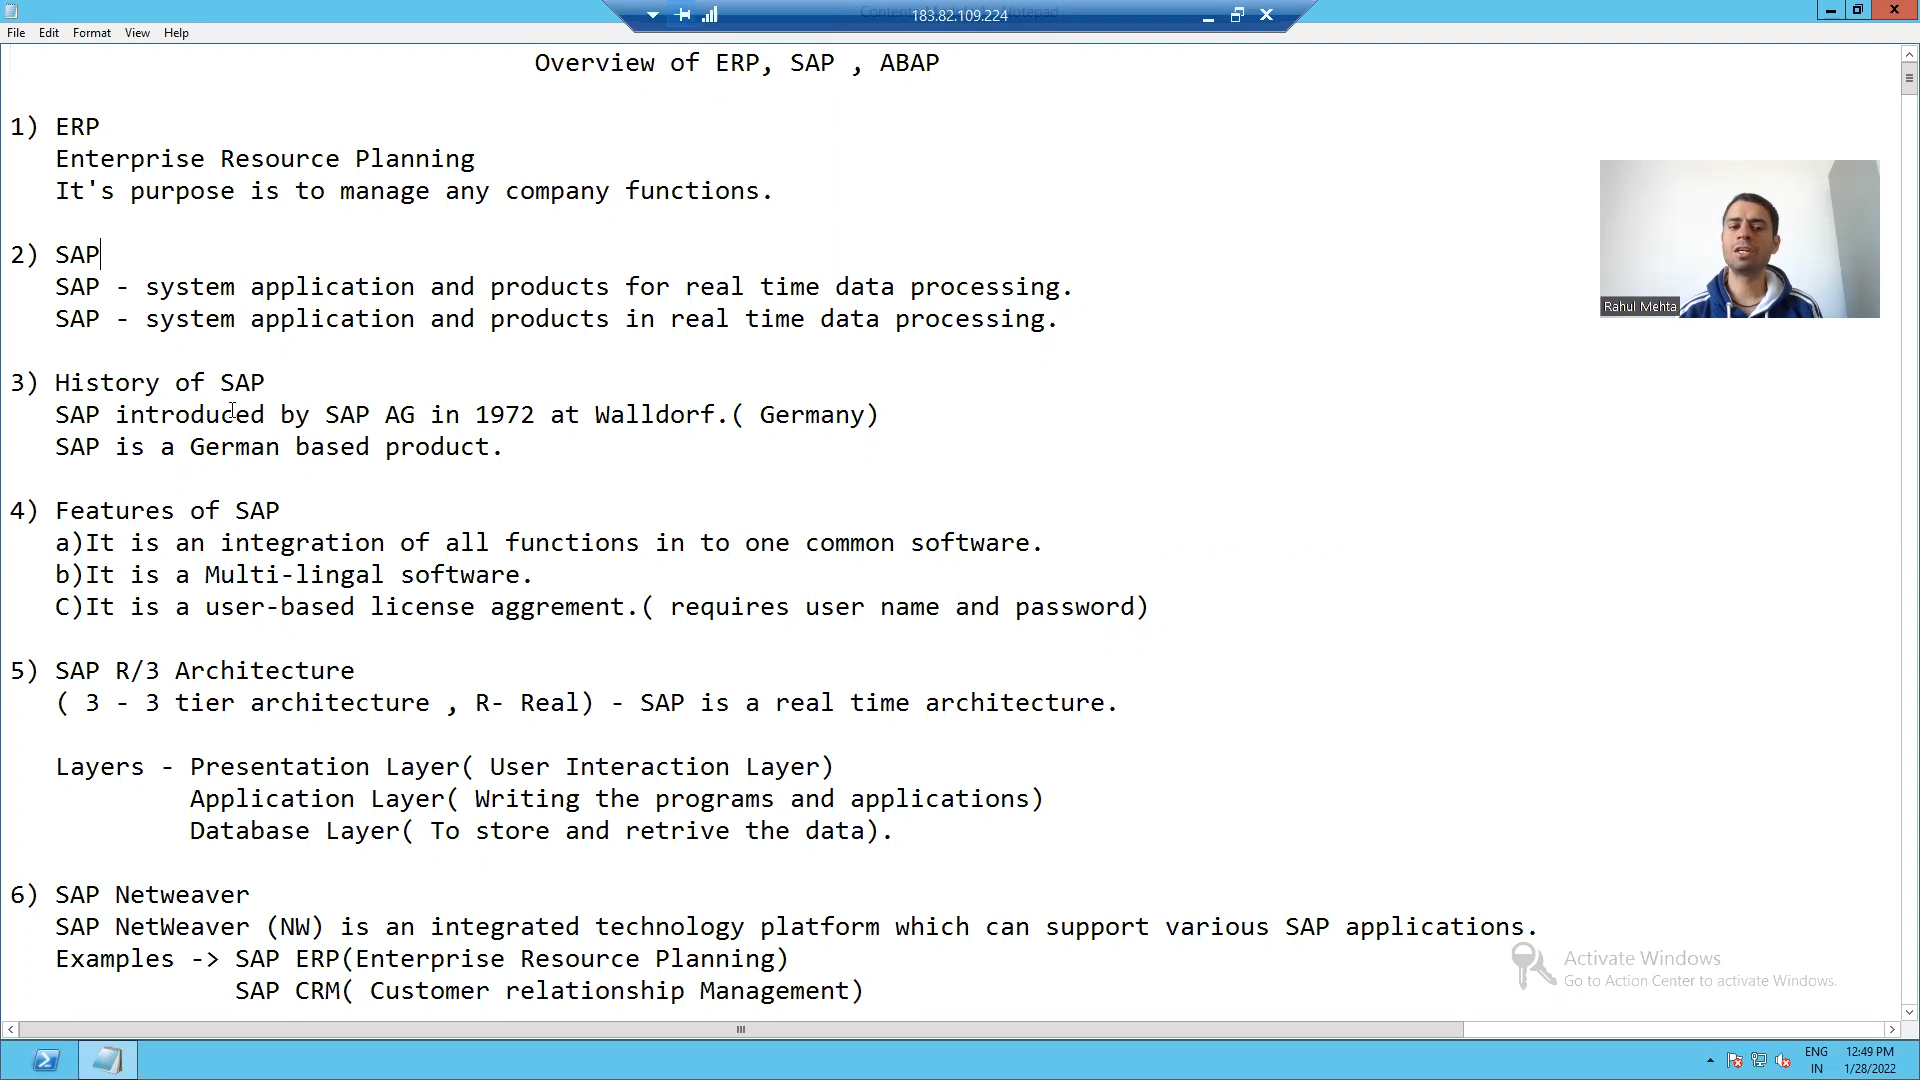 183.82.109.224
File Edit Format View Help
Overview of ERP, SAP , ABAP
1) ERP
Enterprise Resource Planning
It's purpose is to manage any company functions.
2) SAP
SAP - system application and products for real time data processing.
SAP - system application and products in real time data processing.
Rahul Mehta
3) History of SAP
SAP introduced by SAP AG in 1972 at Walldorf.( Germany)
SAP is a German based product.
4) Features of SAP
a)It is an integration of all functions in to one common software.
b)It is a Multi-lingal software.
C)It is a user-based license aggrement.( requires user name and password)
5) SAP R/3 Architecture
( 3 - 3 tier architecture , R- Real) - SAP is a real time architecture.
Layers - Presentation Layer( User Interaction Layer)
Application Layer( Writing the programs and applications)
Database Layer( To store and retrive the data).
6) SAP Netweaver
SAP NetWeaver (NW) is an integrated technology platform which can support various SAP applications.
Examples -> SAP ERP(Enterprise Resource Planning)
SAP CRM( Customer relationship Management)
Activate Windows
Go to Action Center to activate Windows.
ENG 12:49 PM
IN 1/28/2022